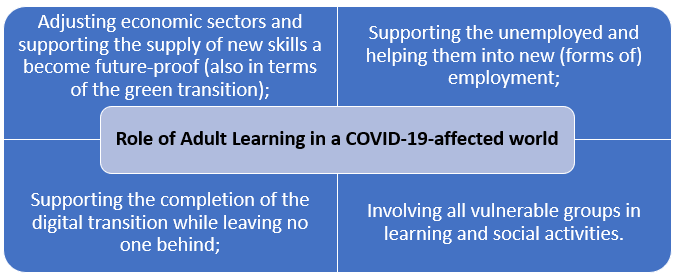 Adjusting economic sectors and
supporting the supply of new skills a
become future-proof (also in terms
of the green transition);
Supporting the unemployed and
helping them into new (forms of)
employment;
Role of Adult Learning in a COVID-19-affected world
Supporting the completion of the
digital transition while leaving no
one behind;
Involving all vulnerable groups in
learning and social activities.